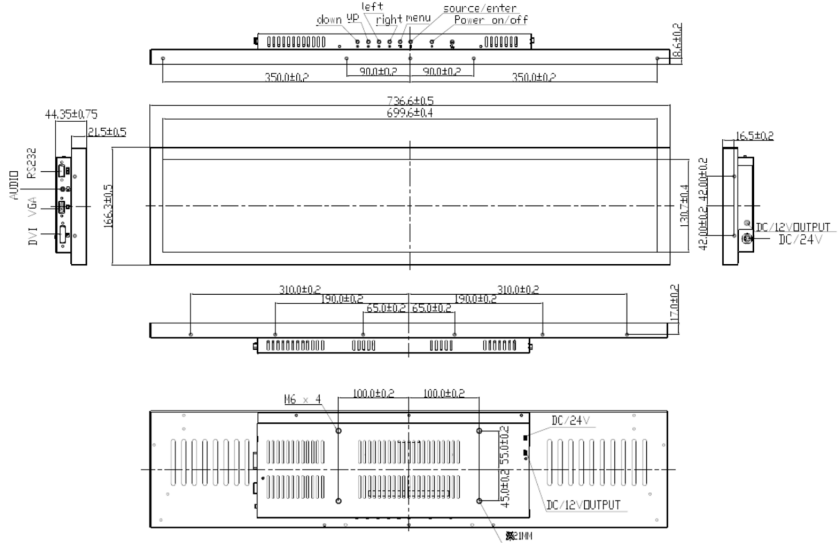 left
source/enter
down up right menu Power on/off
8.6±0.2
350.0±0.2 90.0±0.2 90.0±0.2 350.0±0.2
736.6±0.5
44.35±0.75 699.6±0.4
21.5±0.5 16.5±0.2
AUDIO RS232
DVI VGA
166.3±0.5
130.7±0.4
42.00±0.2 42.00±0.2
DC/12VOUTPUT
DC/24V
310.0±0.2 310.0±0.2
190.0±0.2 190.0±0.2
65.0±0.2 65.0±0.2
17.0±0.2
M6 x 4 100.0±0.2 100.0±0.2
DC/24V
45.0±0.2 55.0±0.2
DC/12VOUTPUT
21MM